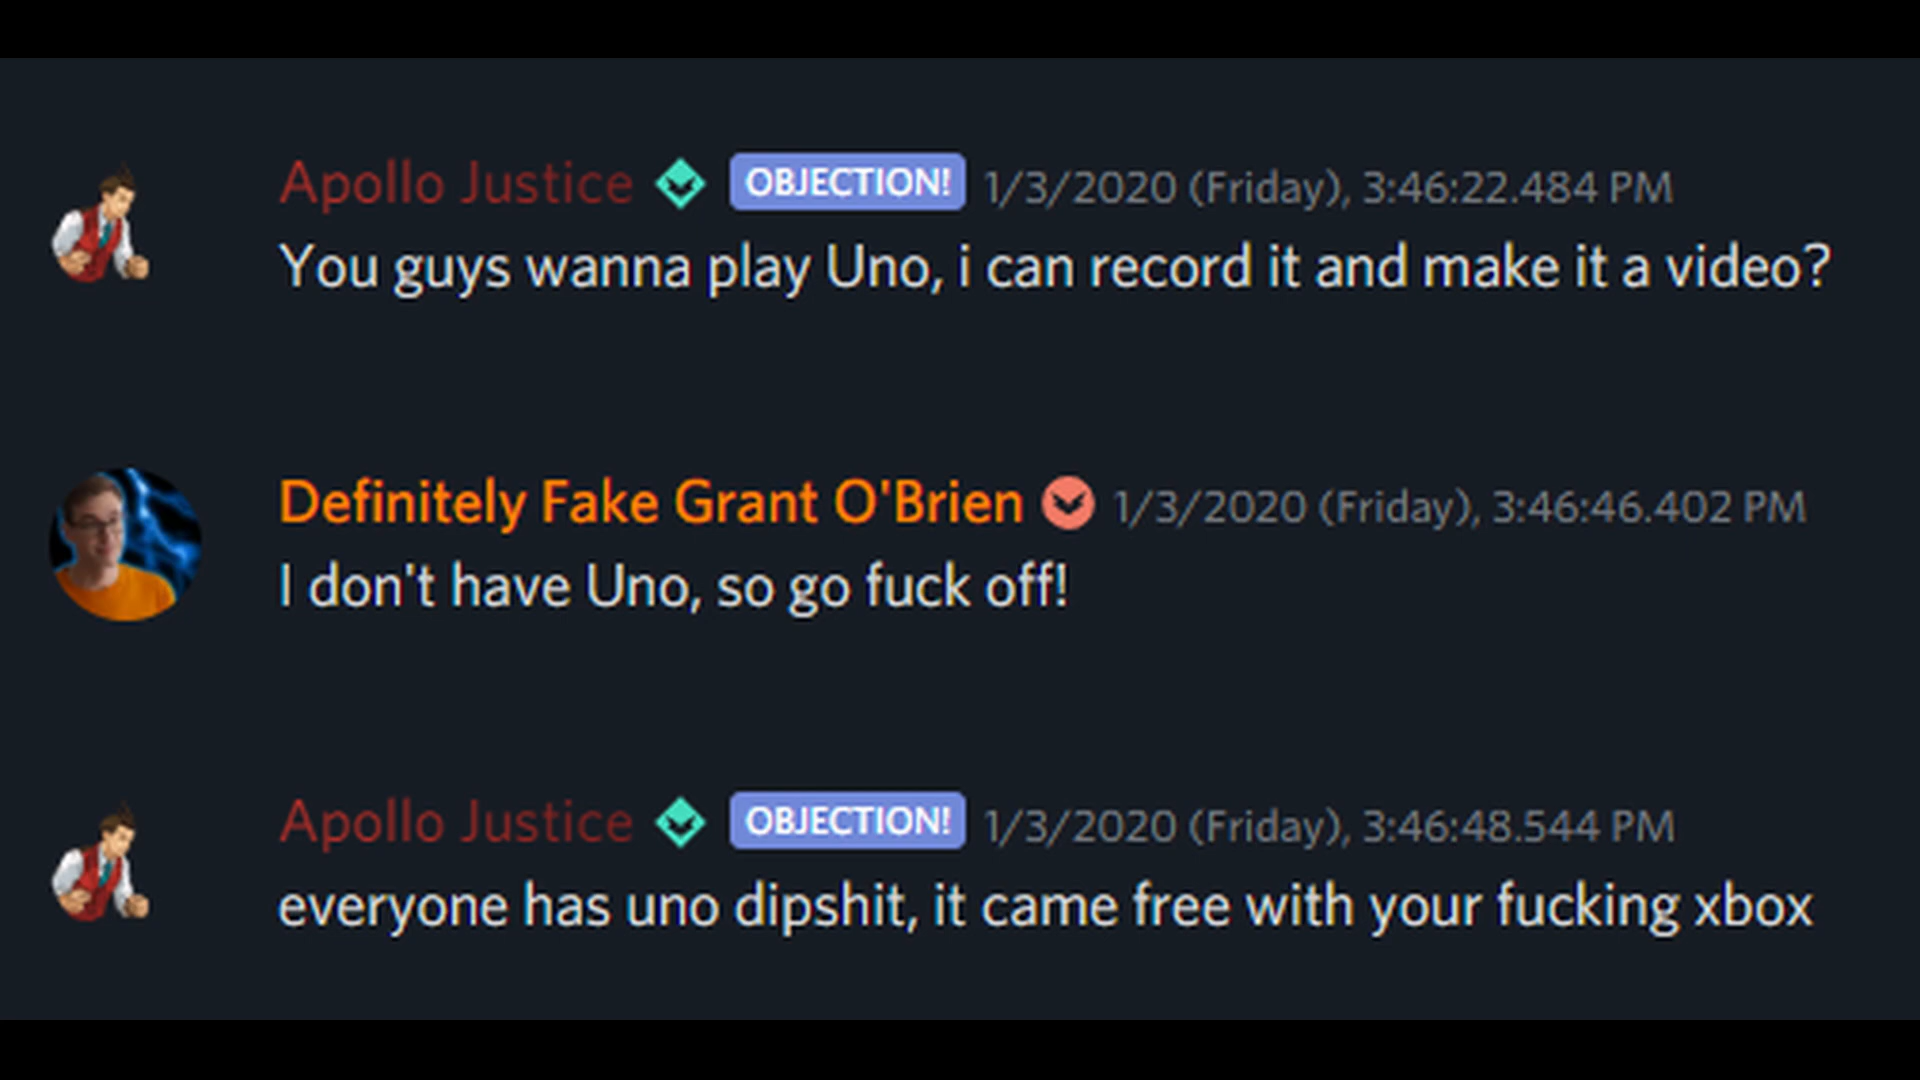 Apollo Justice OBJECTION! 1/3/2020 (Friday), 3:46:22.484 PM
You guys wanna play Uno, i can record it and make it a video?
Definitely Fake Grant O'Brien 1/3/2020 (Friday), 3:46:46.402 PM
I don't have Uno, so go fuck off!
Apollo Justice OBJECTION! 1/3/2020 (Friday), 3:46:48.544 PM
everyone has uno dipshit, it came free with your fucking xbox